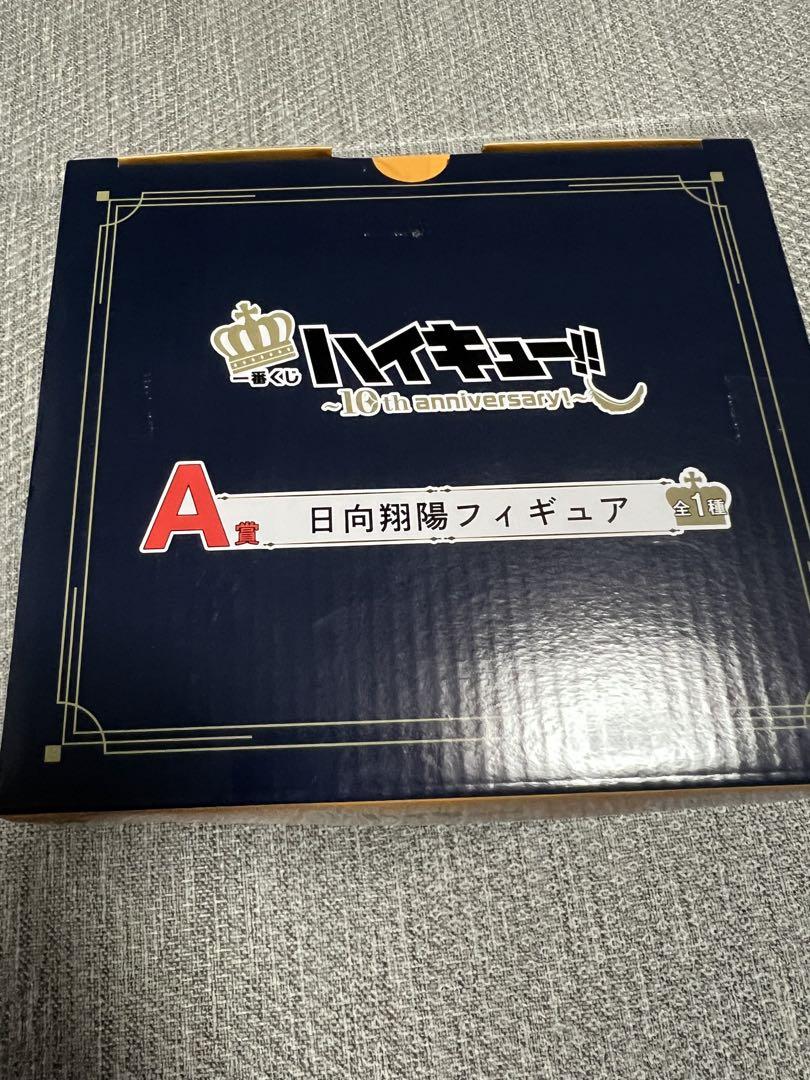 一番くじ
ハイキュー!!
~10th anniversary!~
A賞
日向翔陽フィギュア
全1種